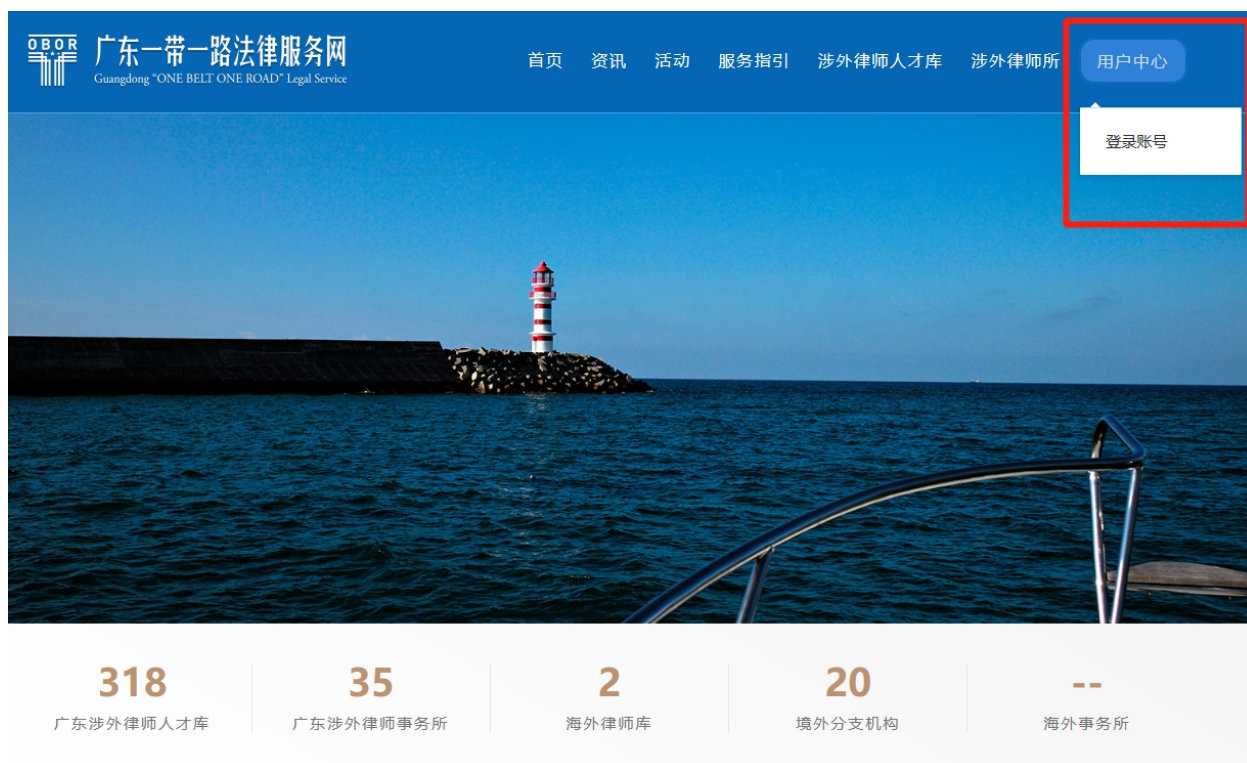 OBOR
广东一带一路法律服务网
Guangdong "ONE BELT ONE ROAD" Legal Service
首页 资讯 活动 服务指引 涉外律师人才库 涉外律师所 用户中心
登录账号
318 35 2 20 --
广东涉外律师人才库 广东涉外律师事务所 海外律师库 境外分支机构 海外事务所